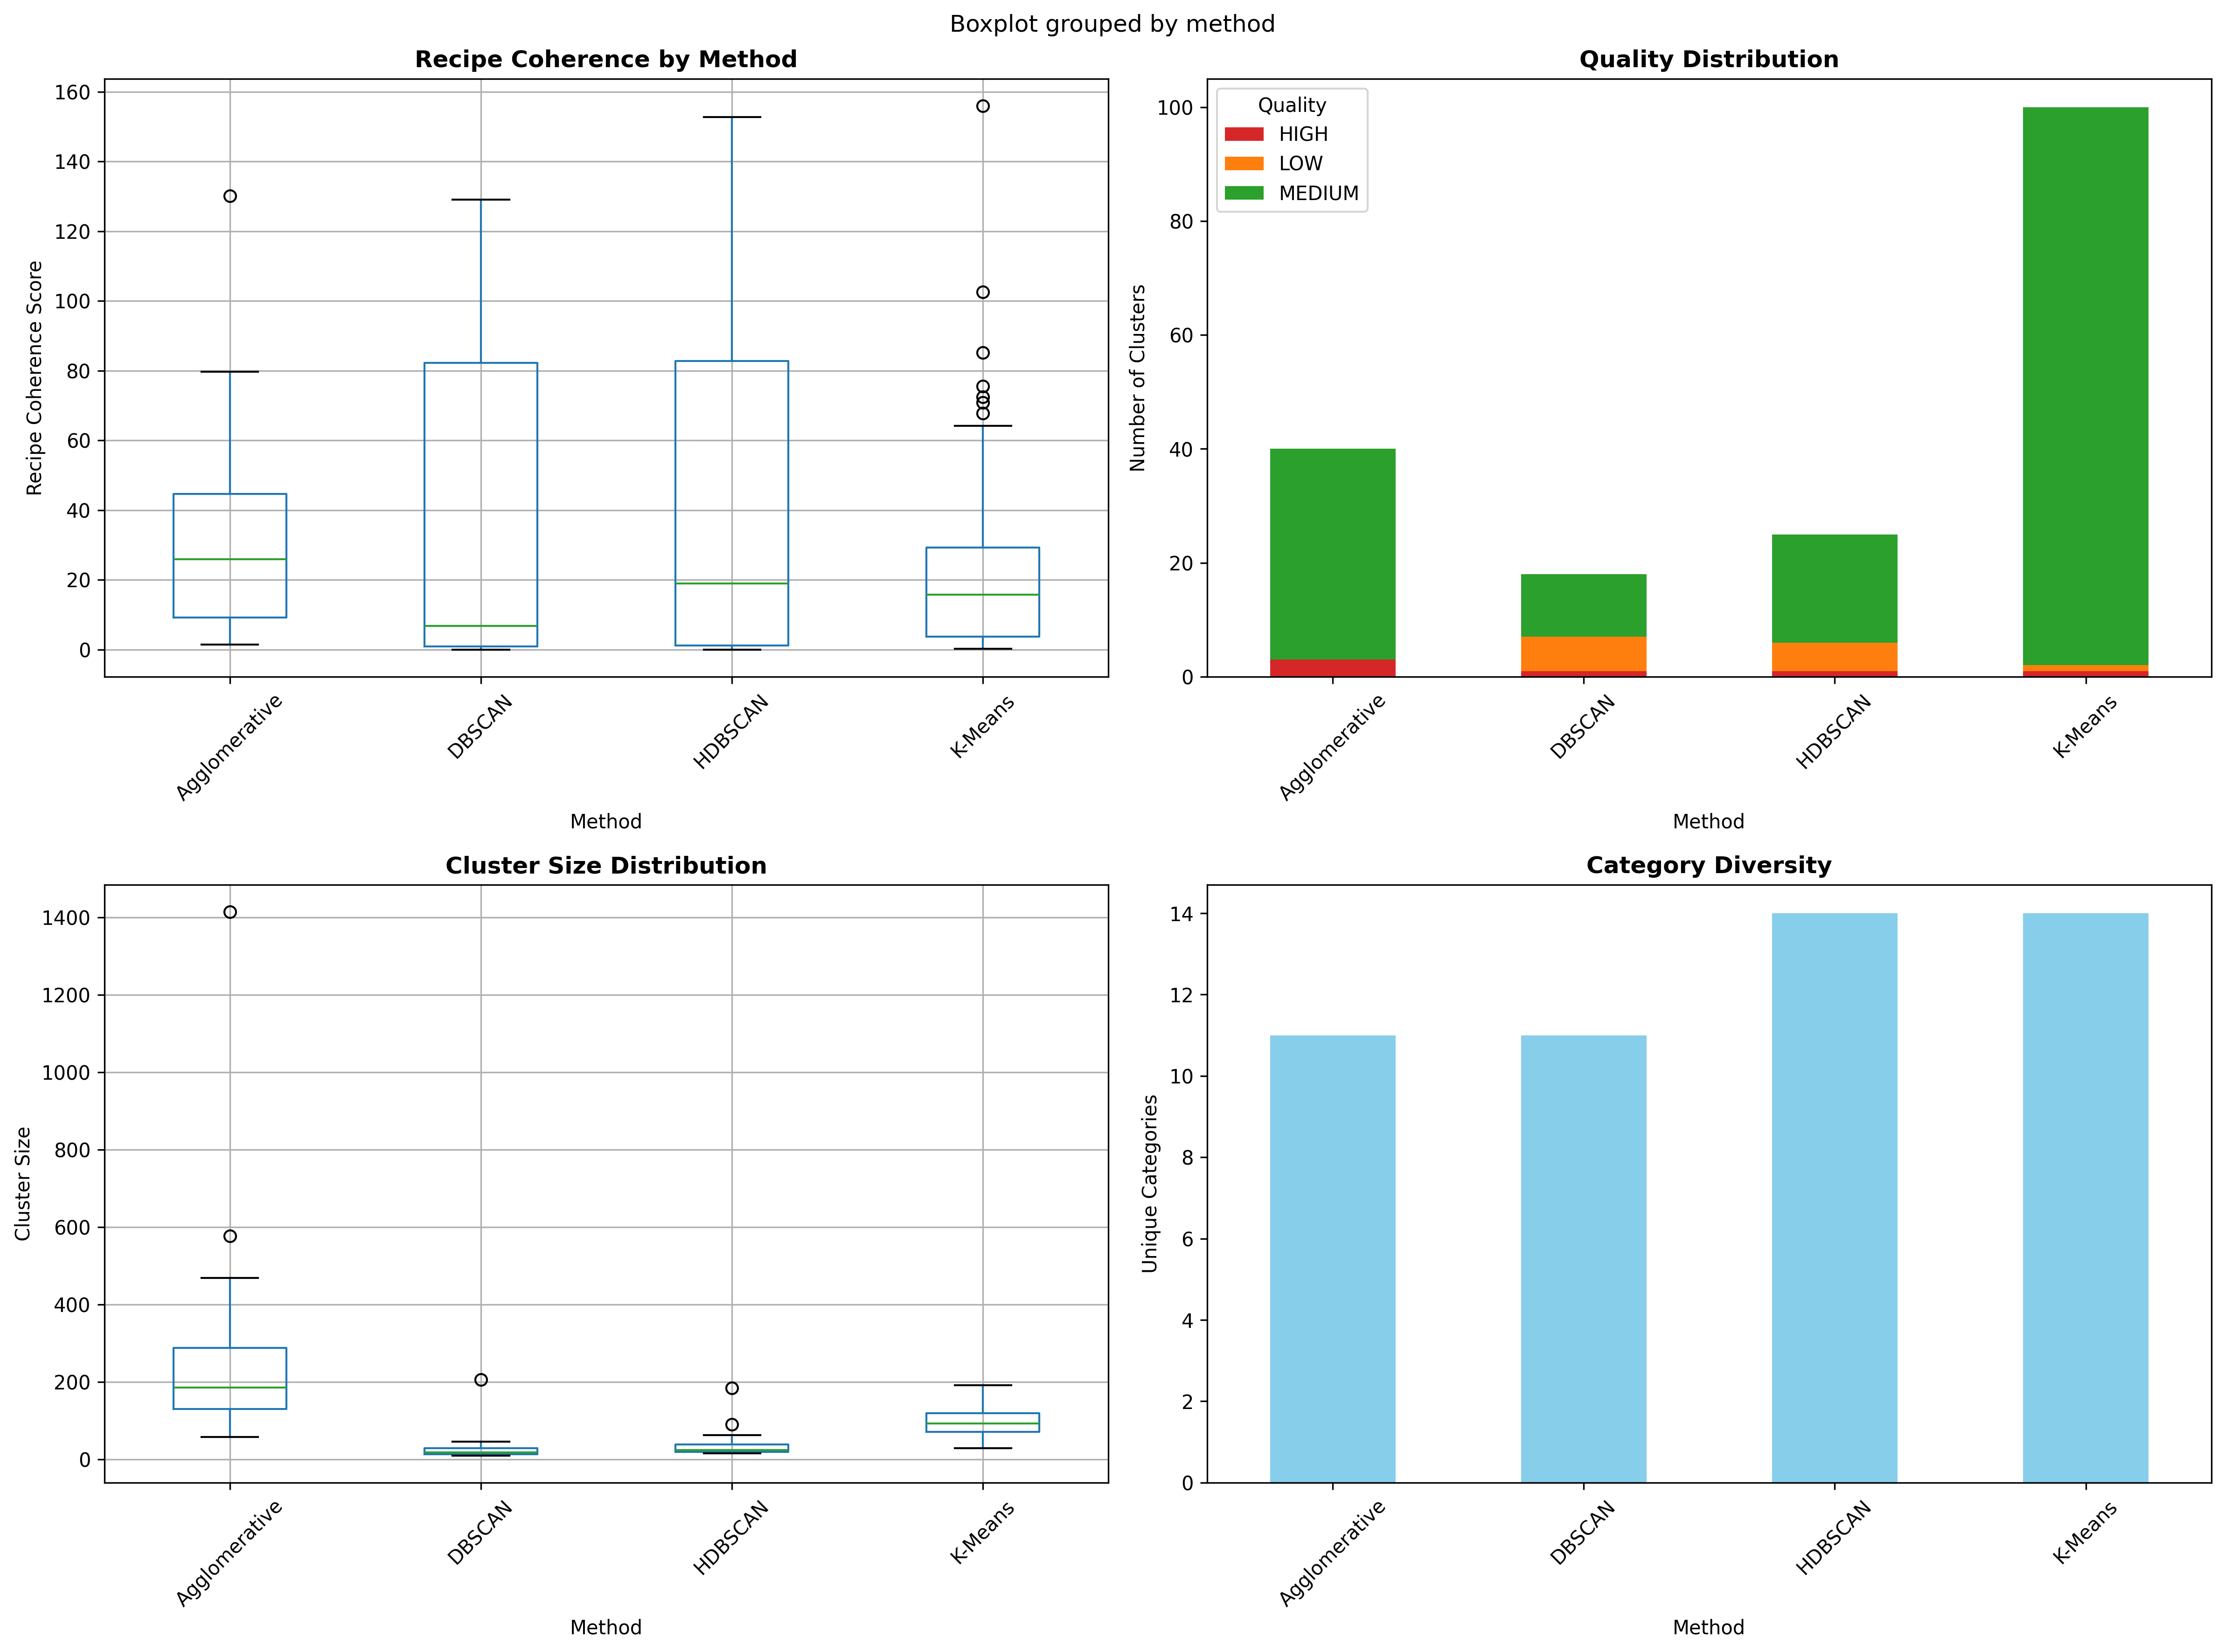 Boxplot grouped by method
Recipe Coherence by Method
160
140
120
100
80
60
40
20
0
Recipe Coherence Score
Agglomerative
DBSCAN
HDBSCAN
K-Means
Method
Quality Distribution
Quality
HIGH
LOW
MEDIUM
100
80
60
40
20
0
Number of Clusters
Agglomerative
DBSCAN
HDBSCAN
K-Means
Method
Cluster Size Distribution
1400
1200
1000
800
600
400
200
0
Cluster Size
Agglomerative
DBSCAN
HDBSCAN
K-Means
Method
Category Diversity
14
12
10
8
6
4
2
0
Unique Categories
Agglomerative
DBSCAN
HDBSCAN
K-Means
Method